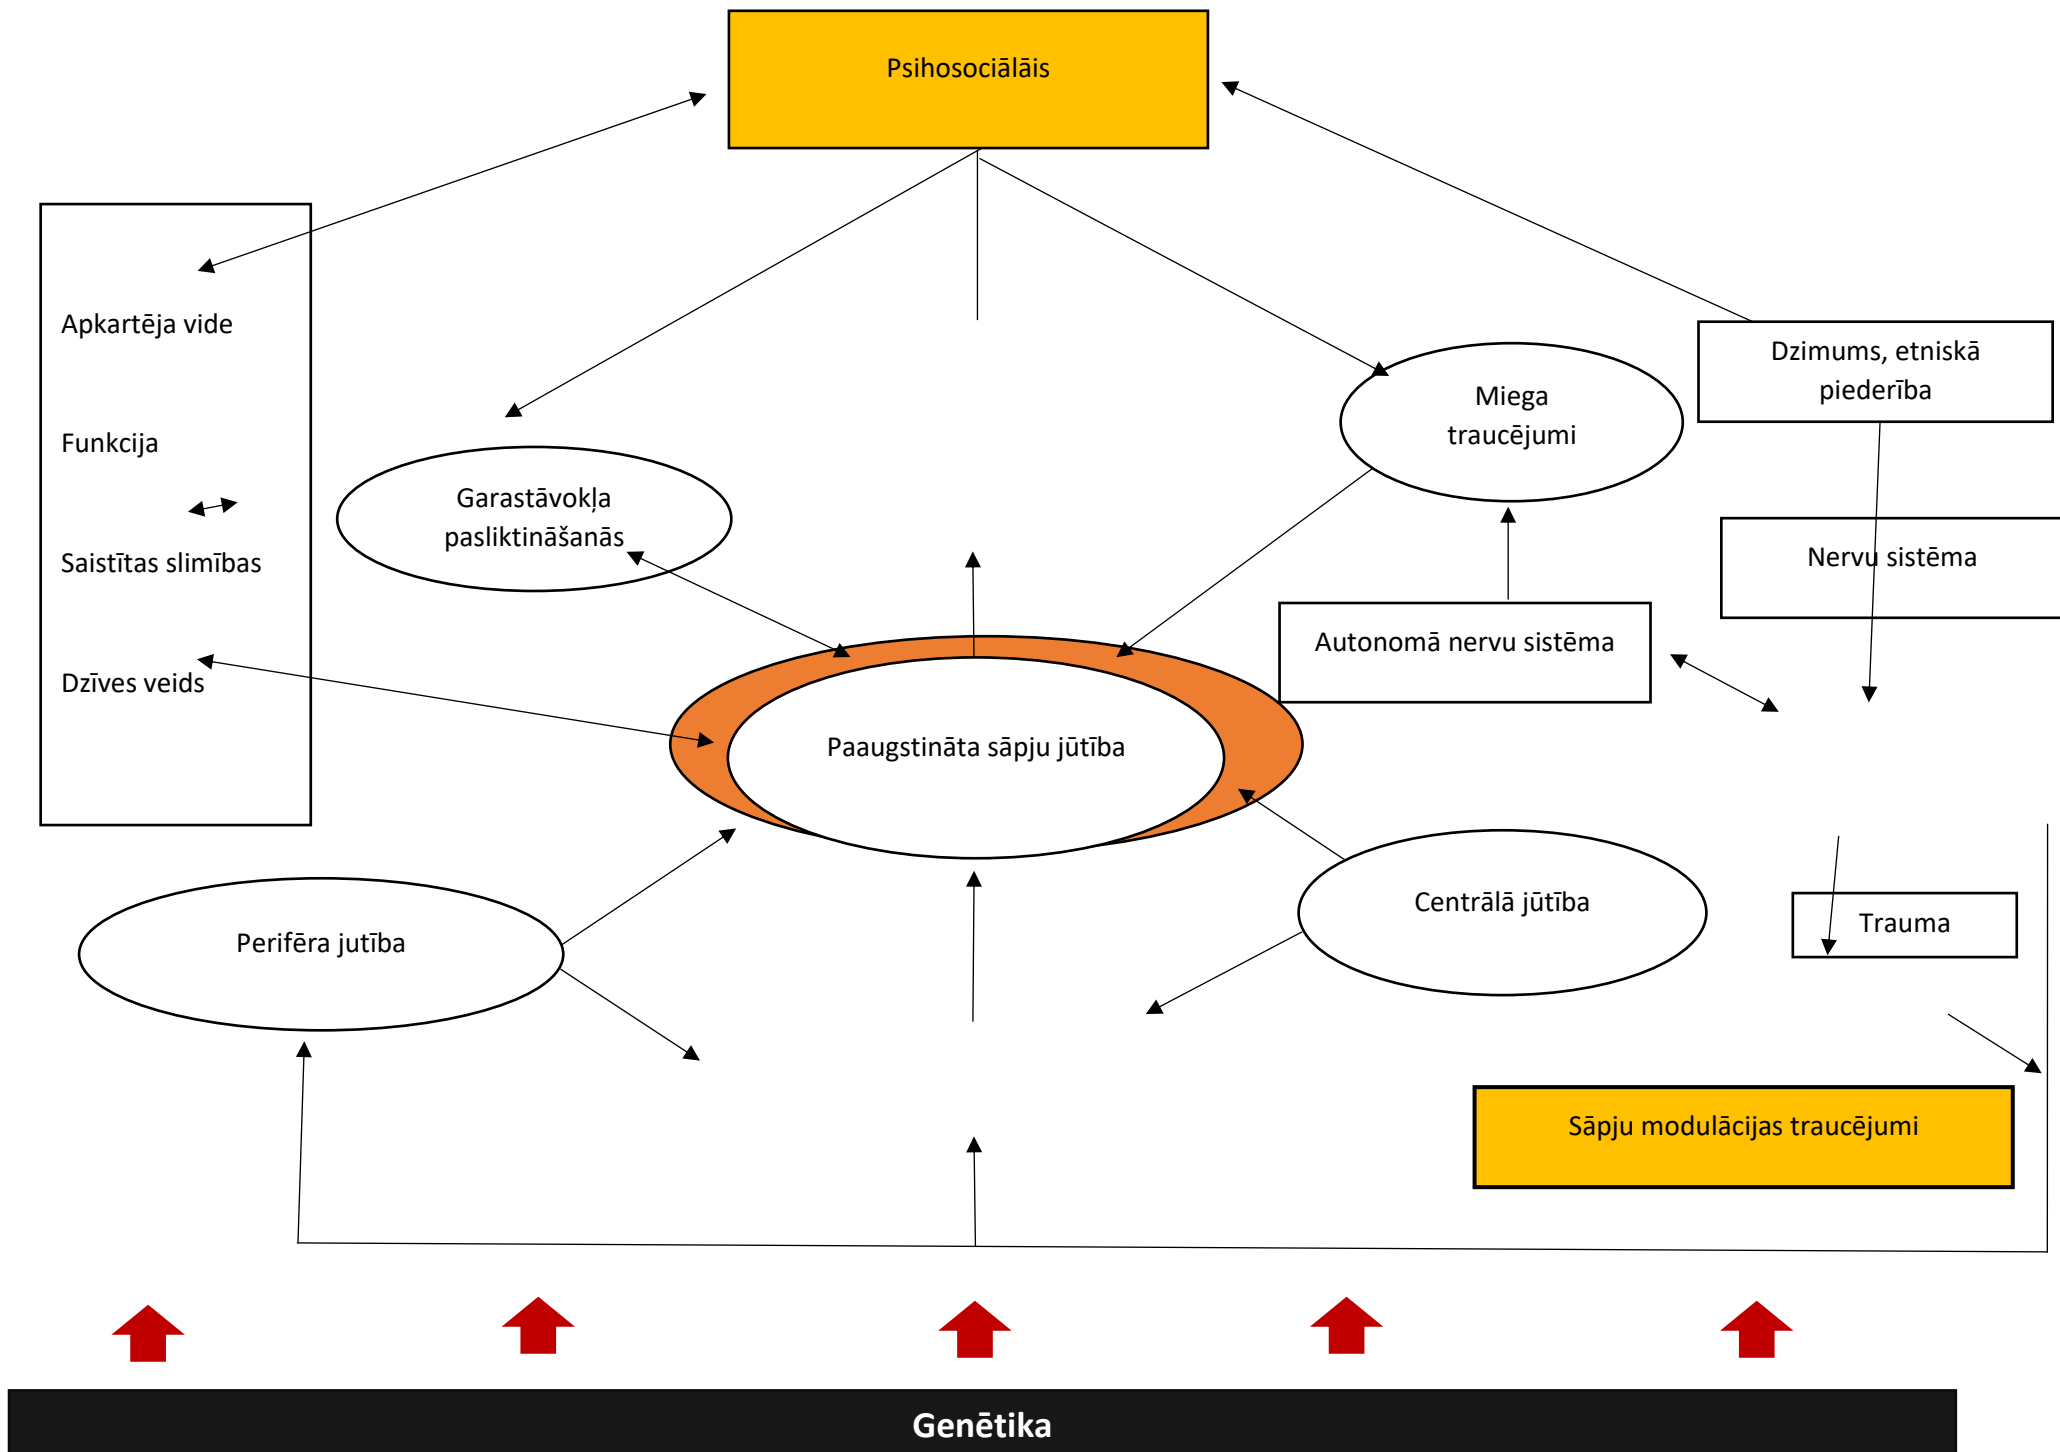 Psihosociālāis
Apkartēja vide
Funkcija
Saistītas slimības
Dzīves veids
Garastāvokļa
pasliktināšanās
Miega
traucējumi
Dzimums, etniskā
piederība
Nervu sistēma
Autonomā nervu sistēma
Paaugstināta sāpju jūtība
Perifēra jutība
Centrālā jūtība
Trauma
Sāpju modulācijas traucējumi
Genētika